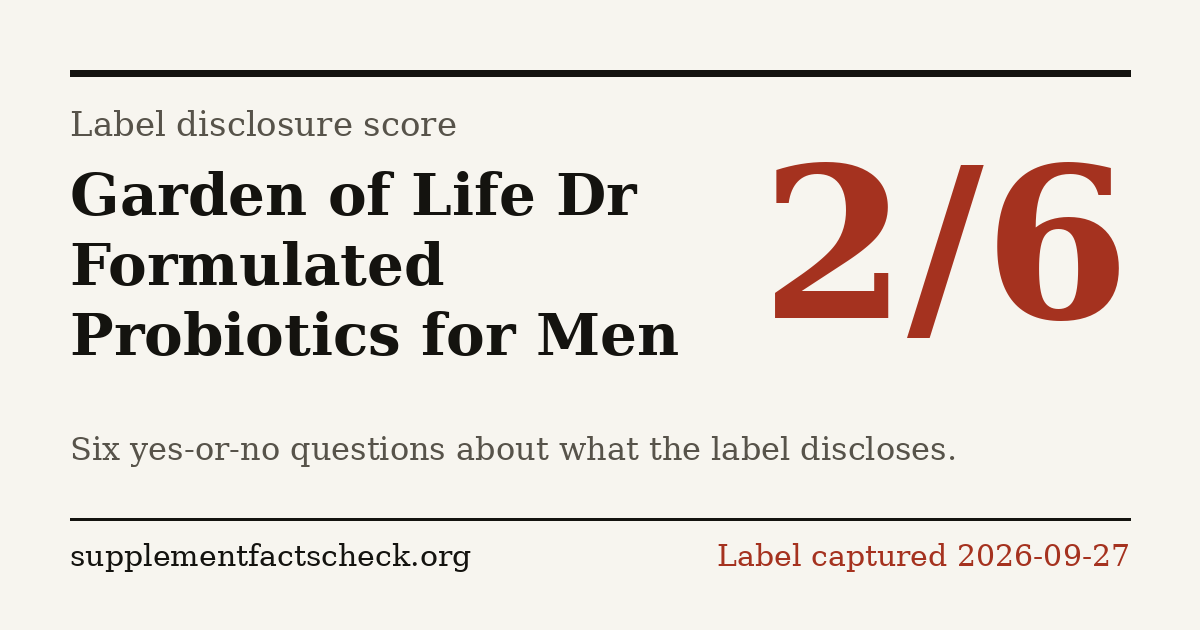 Label disclosure score
Garden of Life Dr
Formulated
Probiotics for Men
2/6
Six yes-or-no questions about what the label discloses.
supplementfactscheck.org
Label captured 2026-09-27